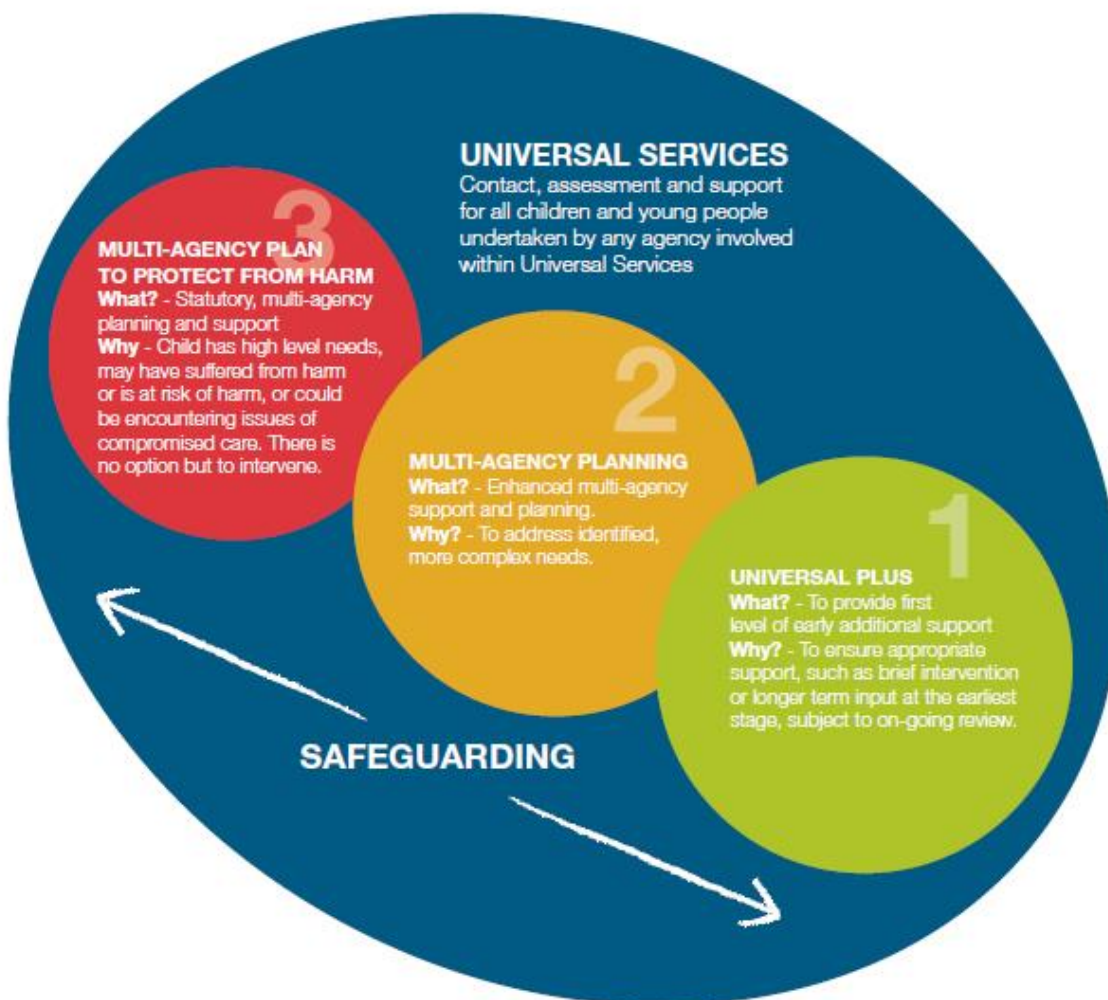 UNIVERSAL SERVICES
Contact, assessment and support
for all children and young people
undertaken by any agency involved
within Universal Services
3
MULTI-AGENCY PLAN
TO PROTECT FROM HARM
What? - Statutory, multi-agency
planning and support
Why - Child has high level needs,
may have suffered from harm
or is at risk of harm, or could
be encountering issues of
compromised care. There is
no option but to intervene.
2
MULTI-AGENCY PLANNING
What? - Enhanced multi-agency
support and planning.
Why? - To address identified,
more complex needs.
1
UNIVERSAL PLUS
What? - To provide first
level of early additional support
Why? - To ensure appropriate
support, such as brief intervention
or longer term input at the earliest
stage, subject to on-going review.
SAFEGUARDING